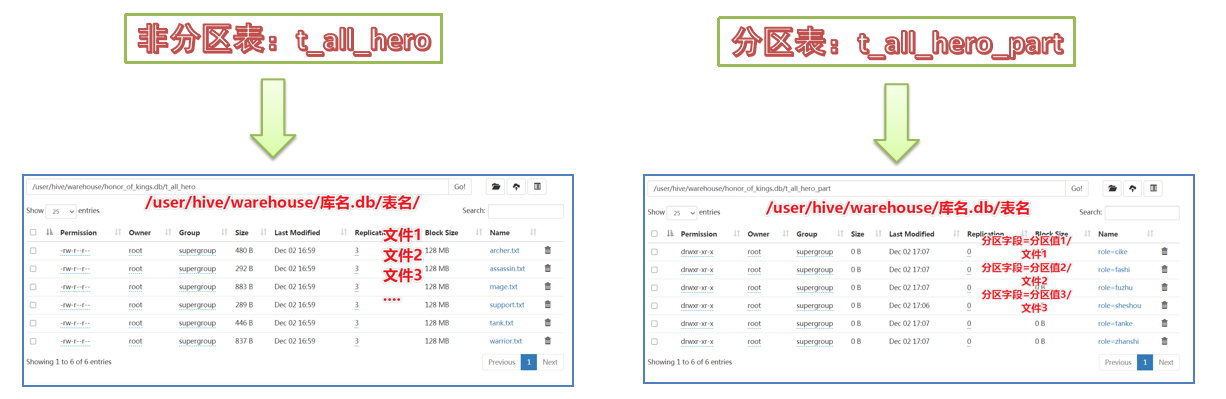 非分区表：t_all_hero
分区表：t_all_hero_part
/user/hive/warehouse/honor_of_kings.db/t_all_hero
Go!
/user/hive/warehouse/库名.db/表名/
Show 25 entries
Search:
Permission Owner Group Size Last Modified Replication Block Size Name
文件1
文件2
文件3
....
-rw-r--r-- root supergroup 480 B Dec 02 16:59 3 128 MB archer.txt
-rw-r--r-- root supergroup 292 B Dec 02 16:59 3 128 MB assassin.txt
-rw-r--r-- root supergroup 883 B Dec 02 16:59 3 128 MB mage.txt
-rw-r--r-- root supergroup 289 B Dec 02 16:59 3 128 MB support.txt
-rw-r--r-- root supergroup 446 B Dec 02 16:59 3 128 MB tank.txt
-rw-r--r-- root supergroup 837 B Dec 02 16:59 3 128 MB warrior.txt
Showing 1 to 6 of 6 entries
Previous 1 Next
/user/hive/warehouse/honor_of_kings.db/t_all_hero_part
Go!
/user/hive/warehouse/库名.db/表名
Show 25 entries
Search:
Permission Owner Group Size Last Modified Replication Block Size Name
分区字段=分区值1/
文件1
分区字段=分区值2/
文件2
分区字段=分区值3/
文件3
drwxr-xr-x root supergroup 0 B Dec 02 17:07 0 role=cike
drwxr-xr-x root supergroup 0 B Dec 02 17:07 0 role=fashi
drwxr-xr-x root supergroup 0 B Dec 02 17:07 0 role=fuzhu
drwxr-xr-x root supergroup 0 B Dec 02 17:06 0 role=sheshou
drwxr-xr-x root supergroup 0 B Dec 02 17:07 0 0 B role=tanke
drwxr-xr-x root supergroup 0 B Dec 02 17:07 0 0 B role=zhanshi
Showing 1 to 6 of 6 entries
Previous 1 Next